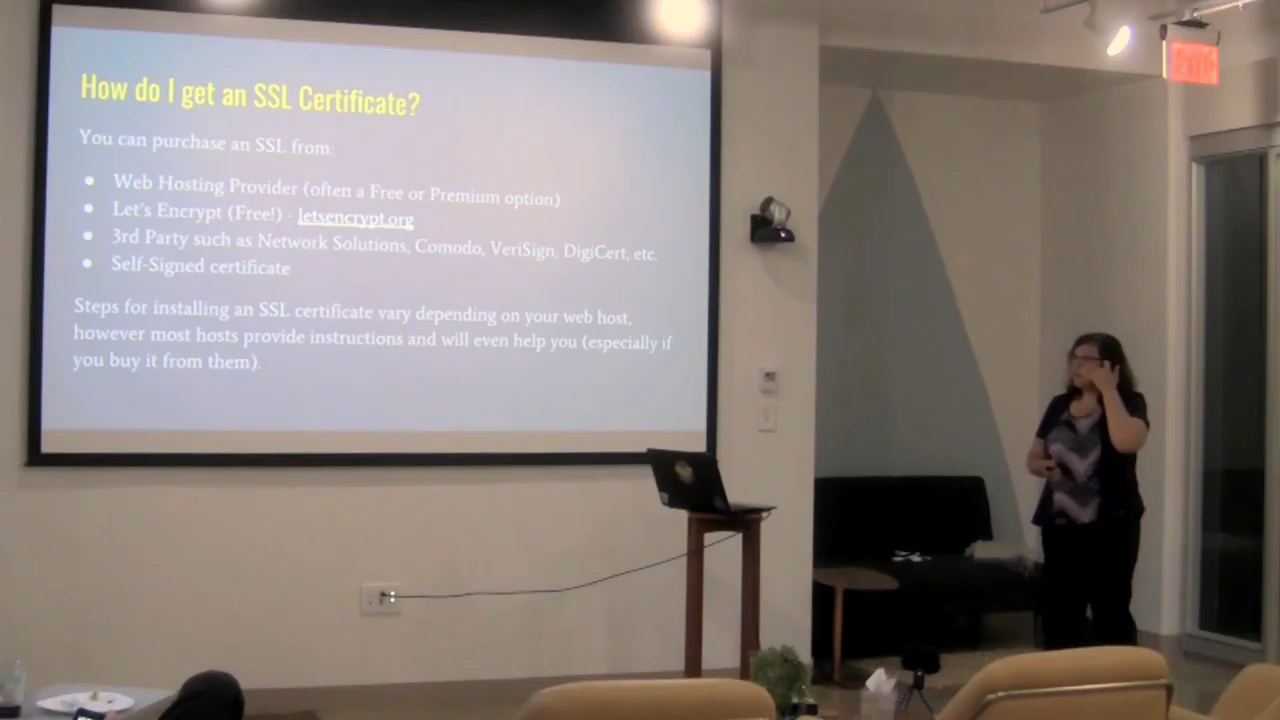 How do I get an SSL Certificate?
You can purchase an SSL from:
● Web Hosting Provider (often a Free or Premium option)
● Let's Encrypt (Free!) - letsencrypt.org
● 3rd Party such as Network Solutions, Comodo, VeriSign, DigiCert, etc.
● Self-Signed certificate
Steps for installing an SSL certificate vary depending on your web host,
however most hosts provide instructions and will even help you (especially if
you buy it from them).
EXIT